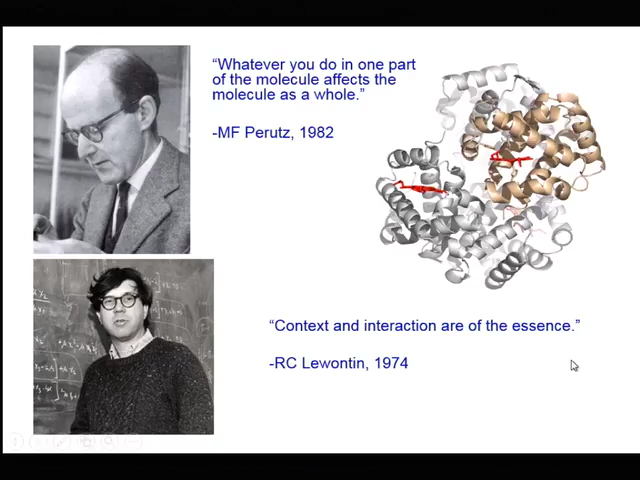 “Whatever you do in one part
of the molecule affects the
molecule as a whole.”
-MF Perutz, 1982
“Context and interaction are of the essence.”
-RC Lewontin, 1974